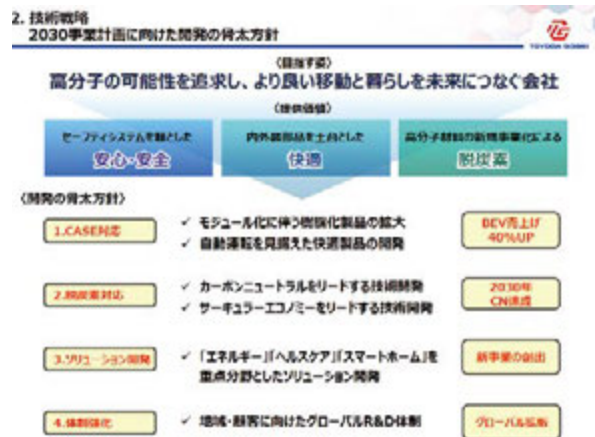 2. 技術戦略
2030事業計画に向けた開発の骨太方針
TOYODA GOSEI
〈目指す姿〉
高分子の可能性を追求し、より良い移動と暮らしを未来につなぐ会社
〈提供価値〉
セーフティシステムを軸とした
安心・安全
内外装部品を土台とした
快適
高分子材料の新規事業化による
脱炭素
〈開発の骨太方針〉
1.CASE対応
✓ モジュール化に伴う樹脂化製品の拡大
✓ 自動運転を見据えた快適製品の開発
BEV売上げ
40%UP
2.脱炭素対応
✓ カーボンニュートラルをリードする技術開発
✓ サーキュラーエコノミーをリードする技術開発
2030年
CN達成
3.ソリューション開発
✓ 「エネルギー」「ヘルスケア」「スマートホーム」を
重点分野としたソリューション開発
新事業の創出
4.体制強化
✓ 地域・顧客に向けたグローバルR&D体制
グローバル拡販